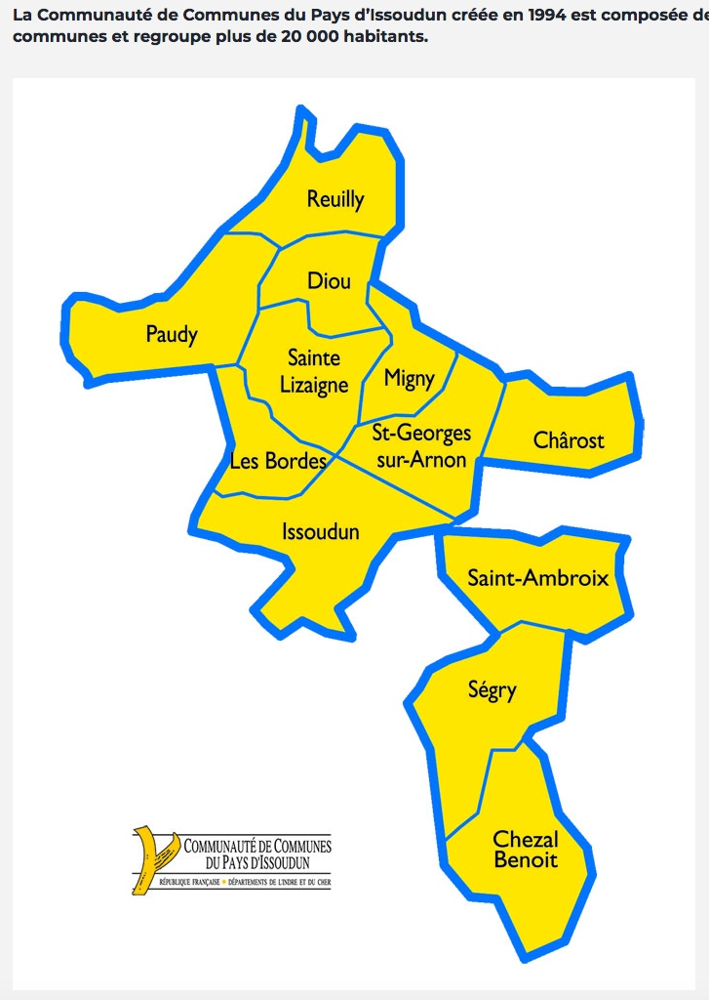 La Communauté de Communes du Pays d’Issoudun créée en 1994 est composée de
communes et regroupe plus de 20 000 habitants.
Reuilly
Diou
Paudy
Sainte
Lizaigne
Migny
St-Georges
sur-Arnon
Chârost
Les Bordes
Issoudun
Saint-Ambroix
Ségry
Chezal
Benoit
COMMUNAUTÉ DE COMMUNES
DU PAYS D'ISSOUDUN
RÉPUBLIQUE FRANÇAISE • DÉPARTEMENTS DE L'INDRE ET DU CHER